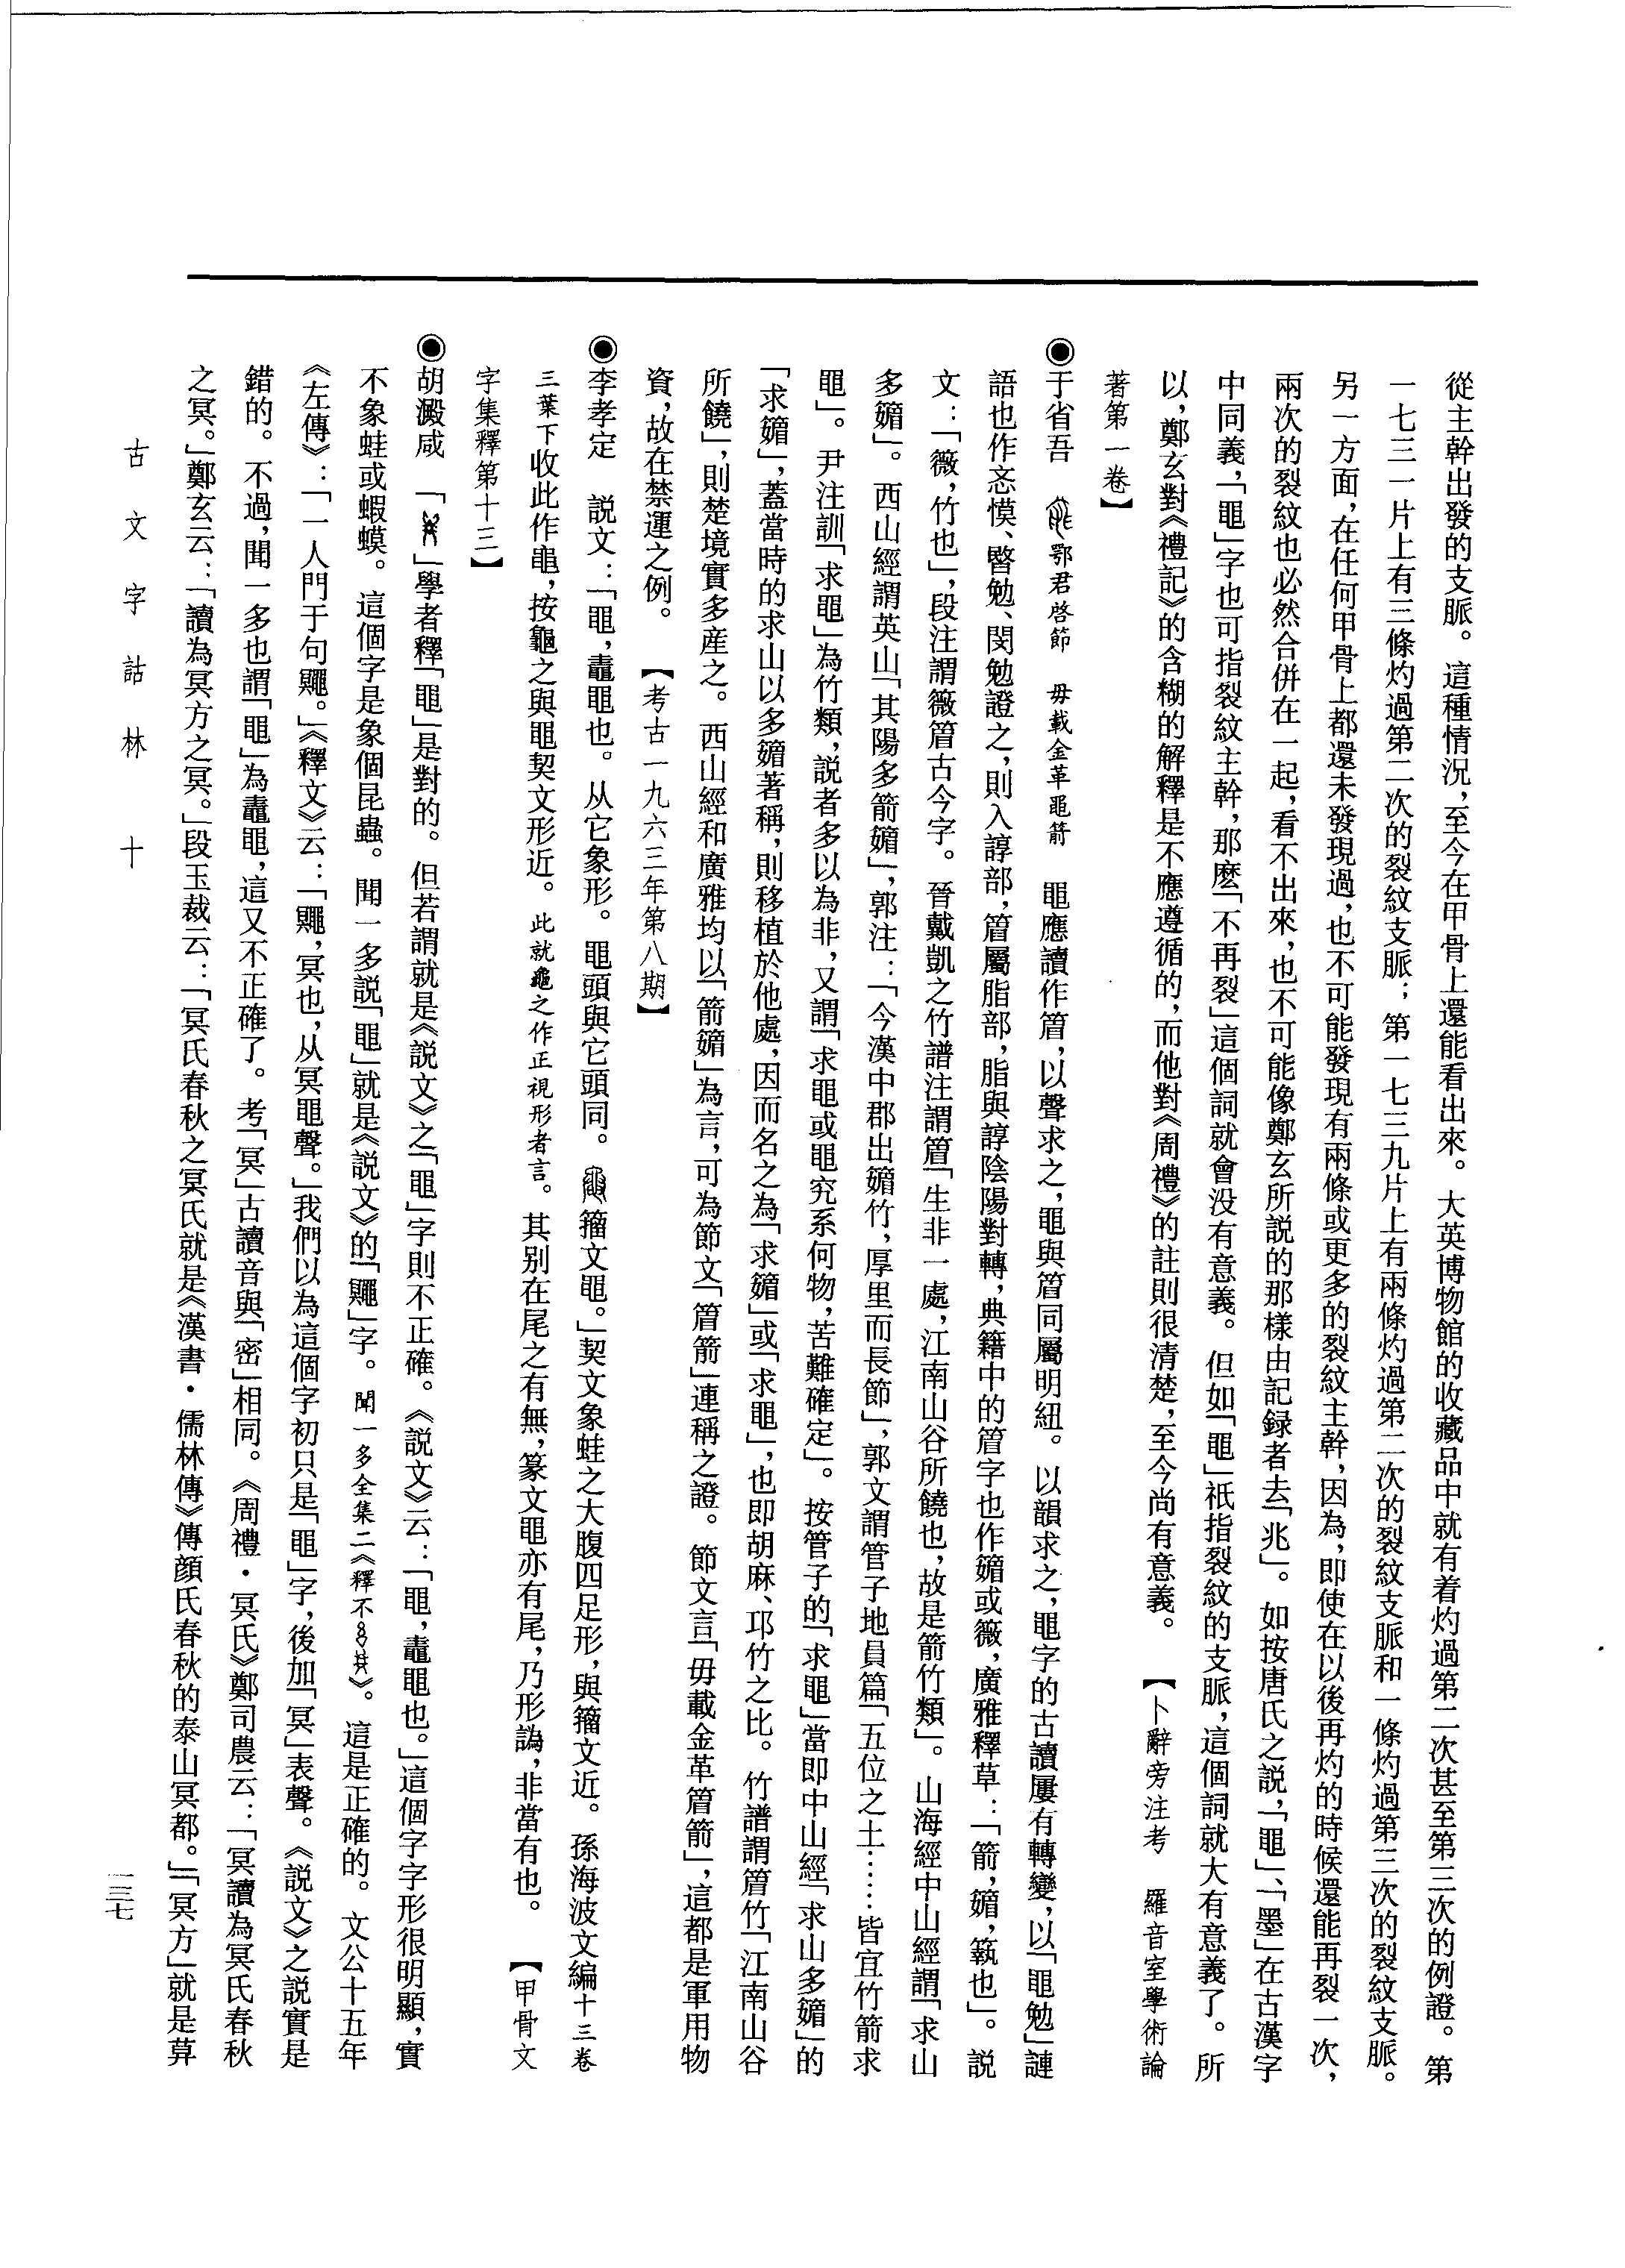 從主幹出發的支脈。這種情況，至今在甲骨上還能看出來。大英博物館的收藏品中就有着灼過第二次甚至第三次的例證。第
一七三一片上有三條灼過第二次的裂紋支脈；第一七三九片上有兩條灼過第二次的裂紋支脈和一條灼過第三次的裂紋支脈。
另一方面，在任何甲骨上都還未發現過，也不可能發現有兩條或更多的裂紋主幹，因為，即使在以後再灼的時候還能再裂一次，
兩次的裂紋也必然合併在一起，看不出來，也不可能像鄭玄所說的那樣由記録者去「兆」。如按唐氏之説，「黽」、「墨」在古漢字
中同義，「黽」字也可指裂紋主幹，那麽「不再裂」這個詞就會没有意義。但如「黽」祇指裂紋的支脈，這個詞就大有意義了。所
以，鄭玄對《禮記》的含糊的解釋是不應遵循的，而他對《周禮》的註則很清楚，至今尚有意義。【卜辭旁注考　羅音室學術論
著第一卷】
◉于省吾　鄂君啓節　毋載金革黽箭　黽應讀作篃，以聲求之，黽與篃同屬明紐。以韻求之，黽字的古讀屢有轉變，以「黽勉」謰
語也作忞慔、暋勉、閔勉證之，則入諄部，篃屬脂部，脂與諄陰陽對轉，典籍中的篃字也作䉋或薇，廣雅釋草：「箭，䉋，䈥也」。説
文：「薇，竹也」，段注謂薇篃古今字。晉戴凱之竹譜注謂篃「生非一處，江南山谷所饒也，故是箭竹類」。山海經中山經謂「求山
多䉋」。西山經謂英山「其陽多箭䉋」，郭注：「今漢中郡出䉋竹，厚里而長節」，郭文謂管子地員篇「五位之土……皆宜竹箭求
黽」。尹注訓「求黽」為竹類，説者多以為非，又謂「求黽或黽究系何物，苦難確定」。按管子的「求黽」當即中山經「求山多䉋」的
「求䉋」，蓋當時的求山以多䉋著稱，則移植於他處，因而名之為「求䉋」或「求黽」，也即胡麻、邛竹之比。竹譜謂篃竹「江南山谷
所饒」，則楚境實多産之。西山經和廣雅均以「箭䉋」為言，可為節文「篃箭」連稱之證。節文言「毋載金革篃箭」，這都是軍用物
資，故在禁運之例。【考古一九六三年第八期】
◉李孝定　説文：「黽，鼃黽也。从它象形。黽頭與它頭同。籀文黽。」契文象蛙之大腹四足形，與籀文近。孫海波文編十三卷
三葉下收此作龜，按龜之與黽契文形近。此就龜之作正視形者言。其别在尾之有無，篆文黽亦有尾，乃形譌，非當有也。【甲骨文
字集釋第十三】
◉胡澱咸　「」學者釋「黽」是對的。但若謂就是《説文》之「黽」字則不正確。《説文》云：「黽，鼃黽也。」這個字字形很明顯，實
不象蛙或蝦蟆。這個字是象個昆蟲。聞一多説「黽」就是《説文》的「鼆」字。聞一多全集二《釋不》。這是正確的。文公十五年
《左傳》：「一人門于句鼆。」《釋文》云：「鼆，冥也，从冥黽聲。」我們以為這個字初只是「黽」字，後加「冥」表聲。《説文》之説實是
錯的。不過，聞一多也謂「黽」為鼃黽，這又不正確了。考「冥」古讀音與「密」相同。《周禮・冥氏》鄭司農云：「冥讀為冥氏春秋
之冥。」鄭玄云：「讀為冥方之冥。」段玉裁云：「冥氏春秋之冥氏就是《漢書・儒林傳》傳顔氏春秋的泰山冥都。」「冥方」就是算
古文字詁林　十
一三七